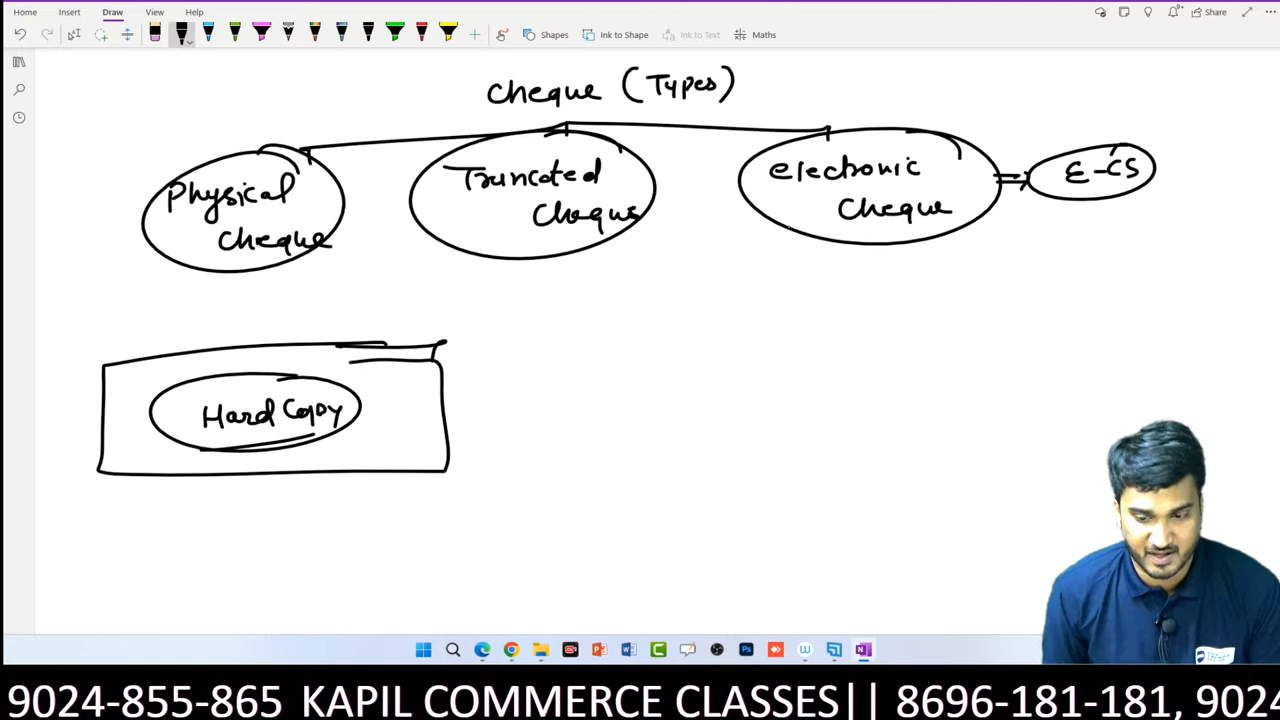 Home Insert Draw View Help Share
Shapes Ink to Shape Ink to Text Maths
Cheque (Types)
Physical Cheque
Truncated Cheque
electronic Cheque
E-CS
Hard Copy
9024-855-865 KAPIL COMMERCE CLASSES|| 8696-181-181, 9024